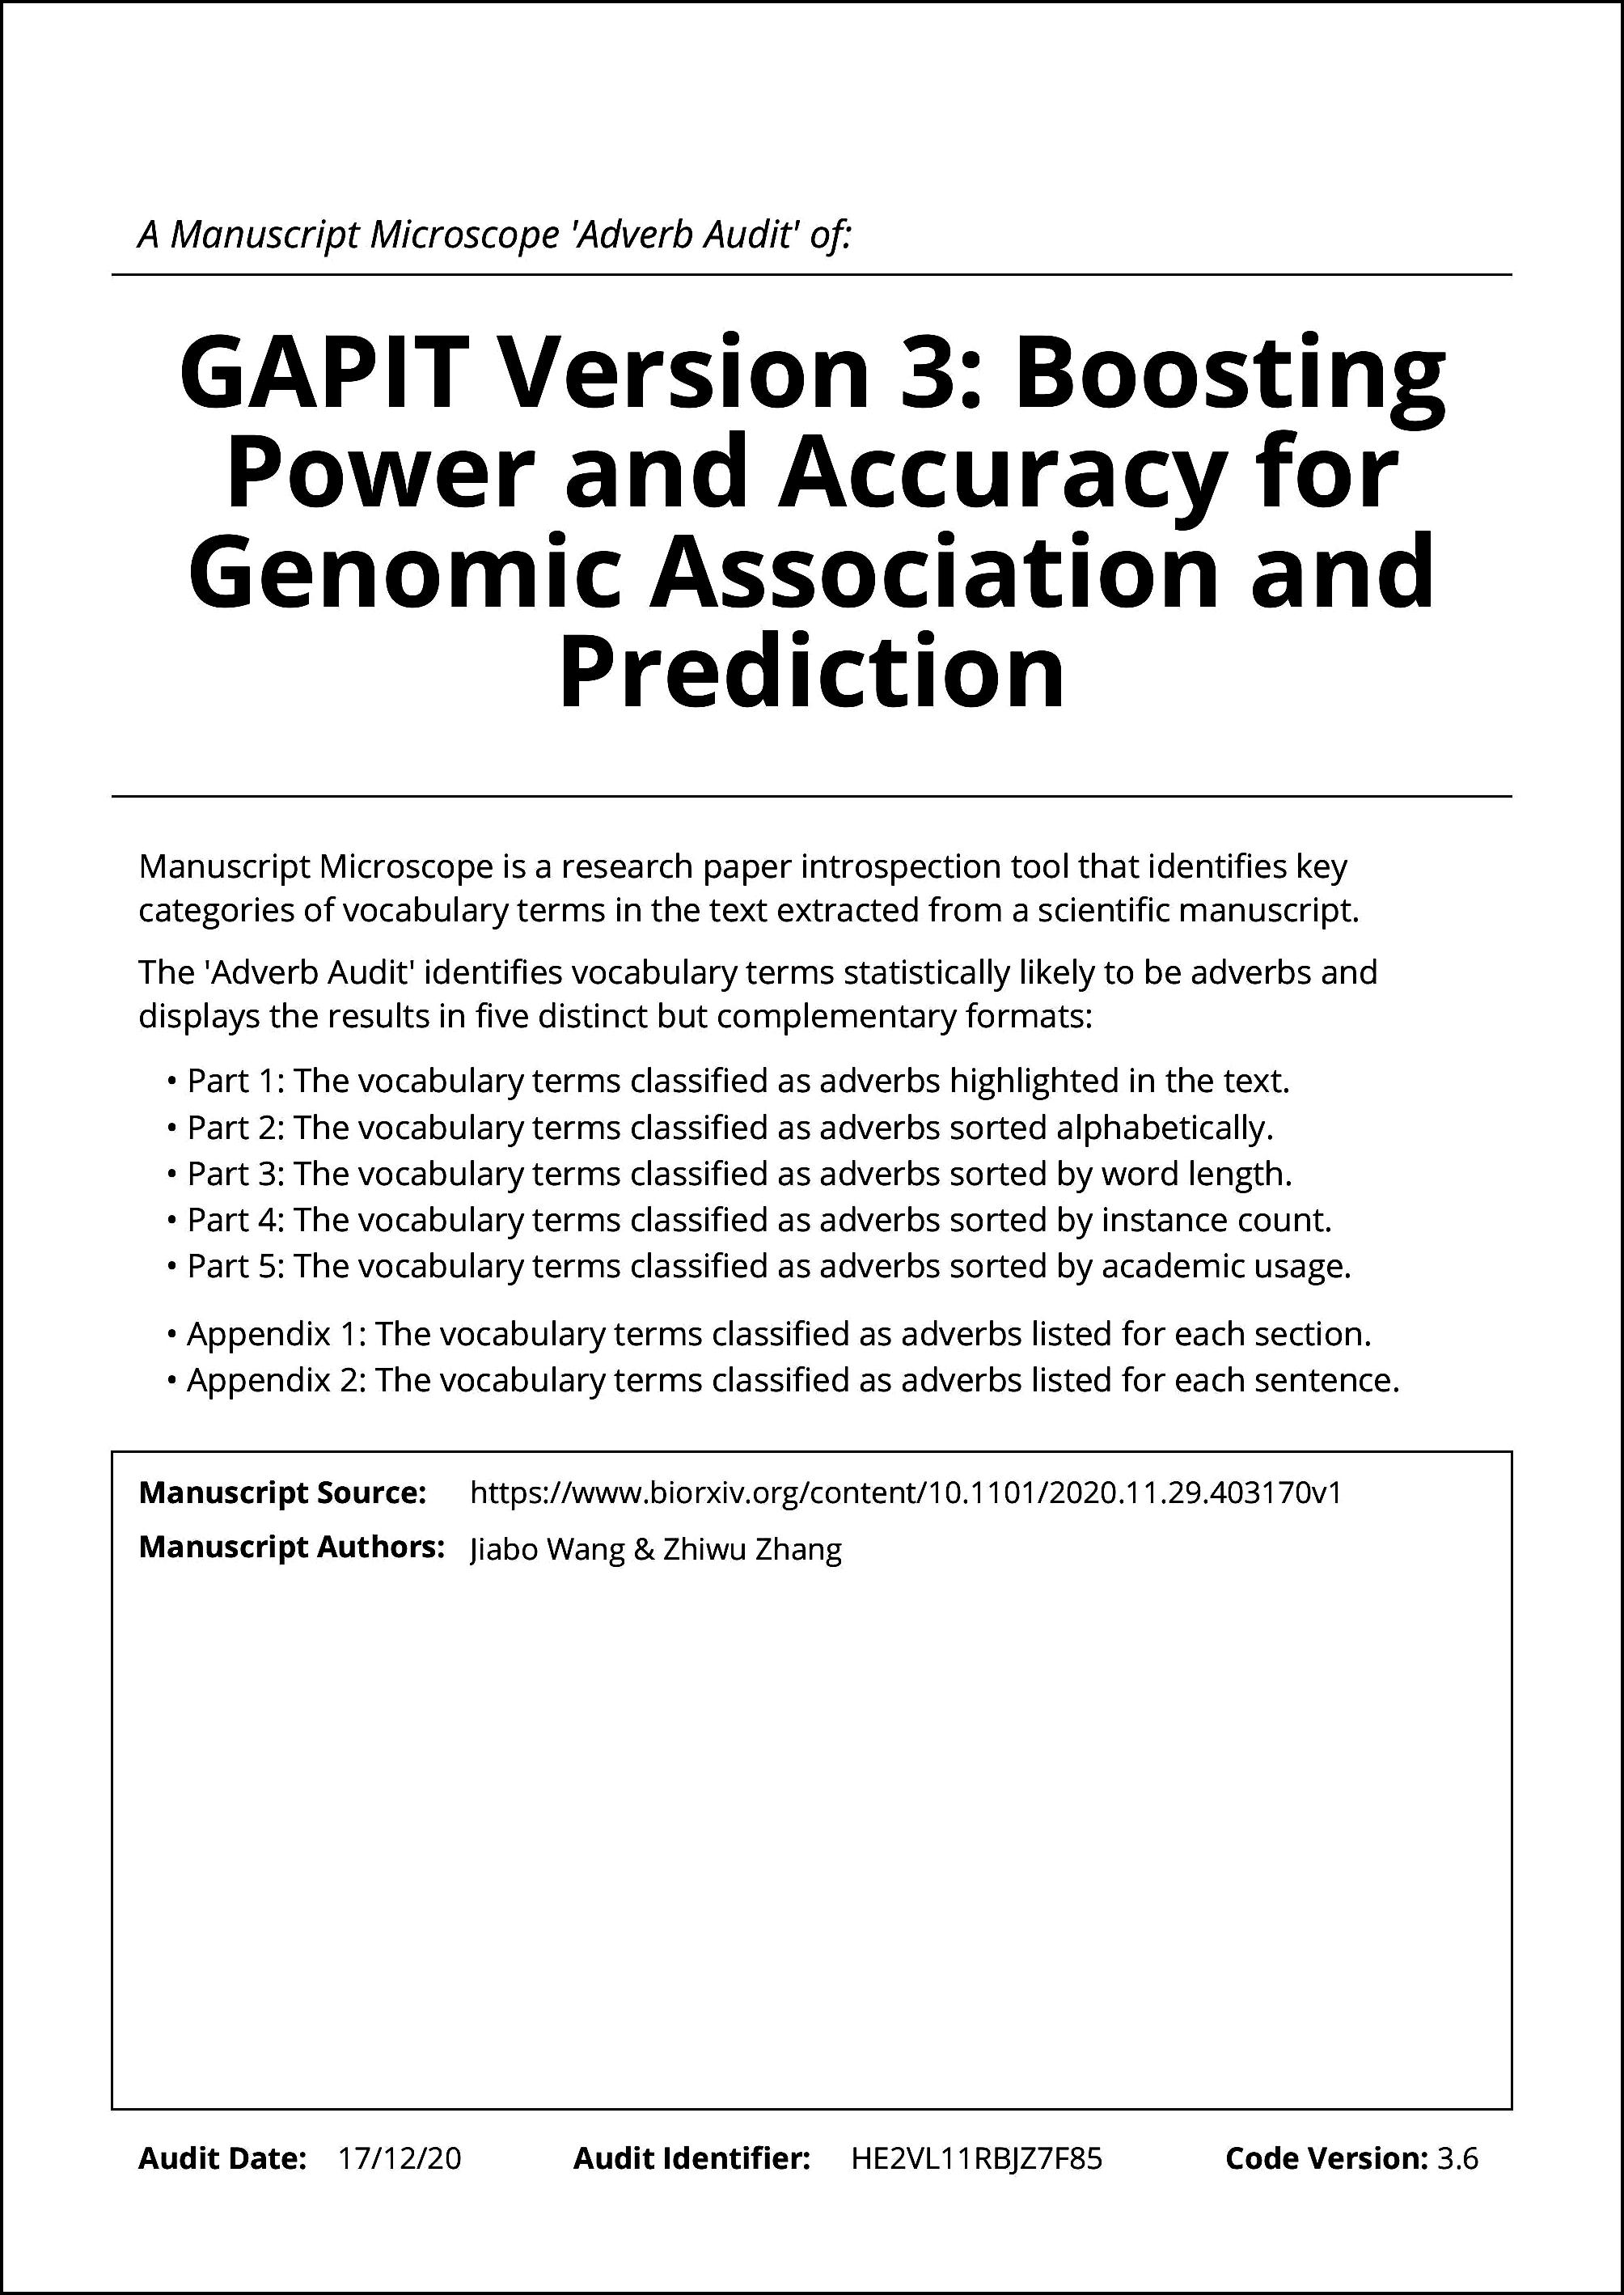 A Manuscript Microscope 'Adverb Audit' of:
GAPIT Version 3: Boosting
Power and Accuracy for
Genomic Association and
Prediction
Manuscript Microscope is a research paper introspection tool that identifies key
categories of vocabulary terms in the text extracted from a scientific manuscript.
The 'Adverb Audit' identifies vocabulary terms statistically likely to be adverbs and
displays the results in five distinct but complementary formats:
• Part 1: The vocabulary terms classified as adverbs highlighted in the text.
• Part 2: The vocabulary terms classified as adverbs sorted alphabetically.
• Part 3: The vocabulary terms classified as adverbs sorted by word length.
• Part 4: The vocabulary terms classified as adverbs sorted by instance count.
• Part 5: The vocabulary terms classified as adverbs sorted by academic usage.
• Appendix 1: The vocabulary terms classified as adverbs listed for each section.
• Appendix 2: The vocabulary terms classified as adverbs listed for each sentence.
Manuscript Source: https://www.biorxiv.org/content/10.1101/2020.11.29.403170v1
Manuscript Authors: Jiabo Wang & Zhiwu Zhang
Audit Date: 17/12/20 Audit Identifier: HE2VL11RBJZ7F85 Code Version: 3.6